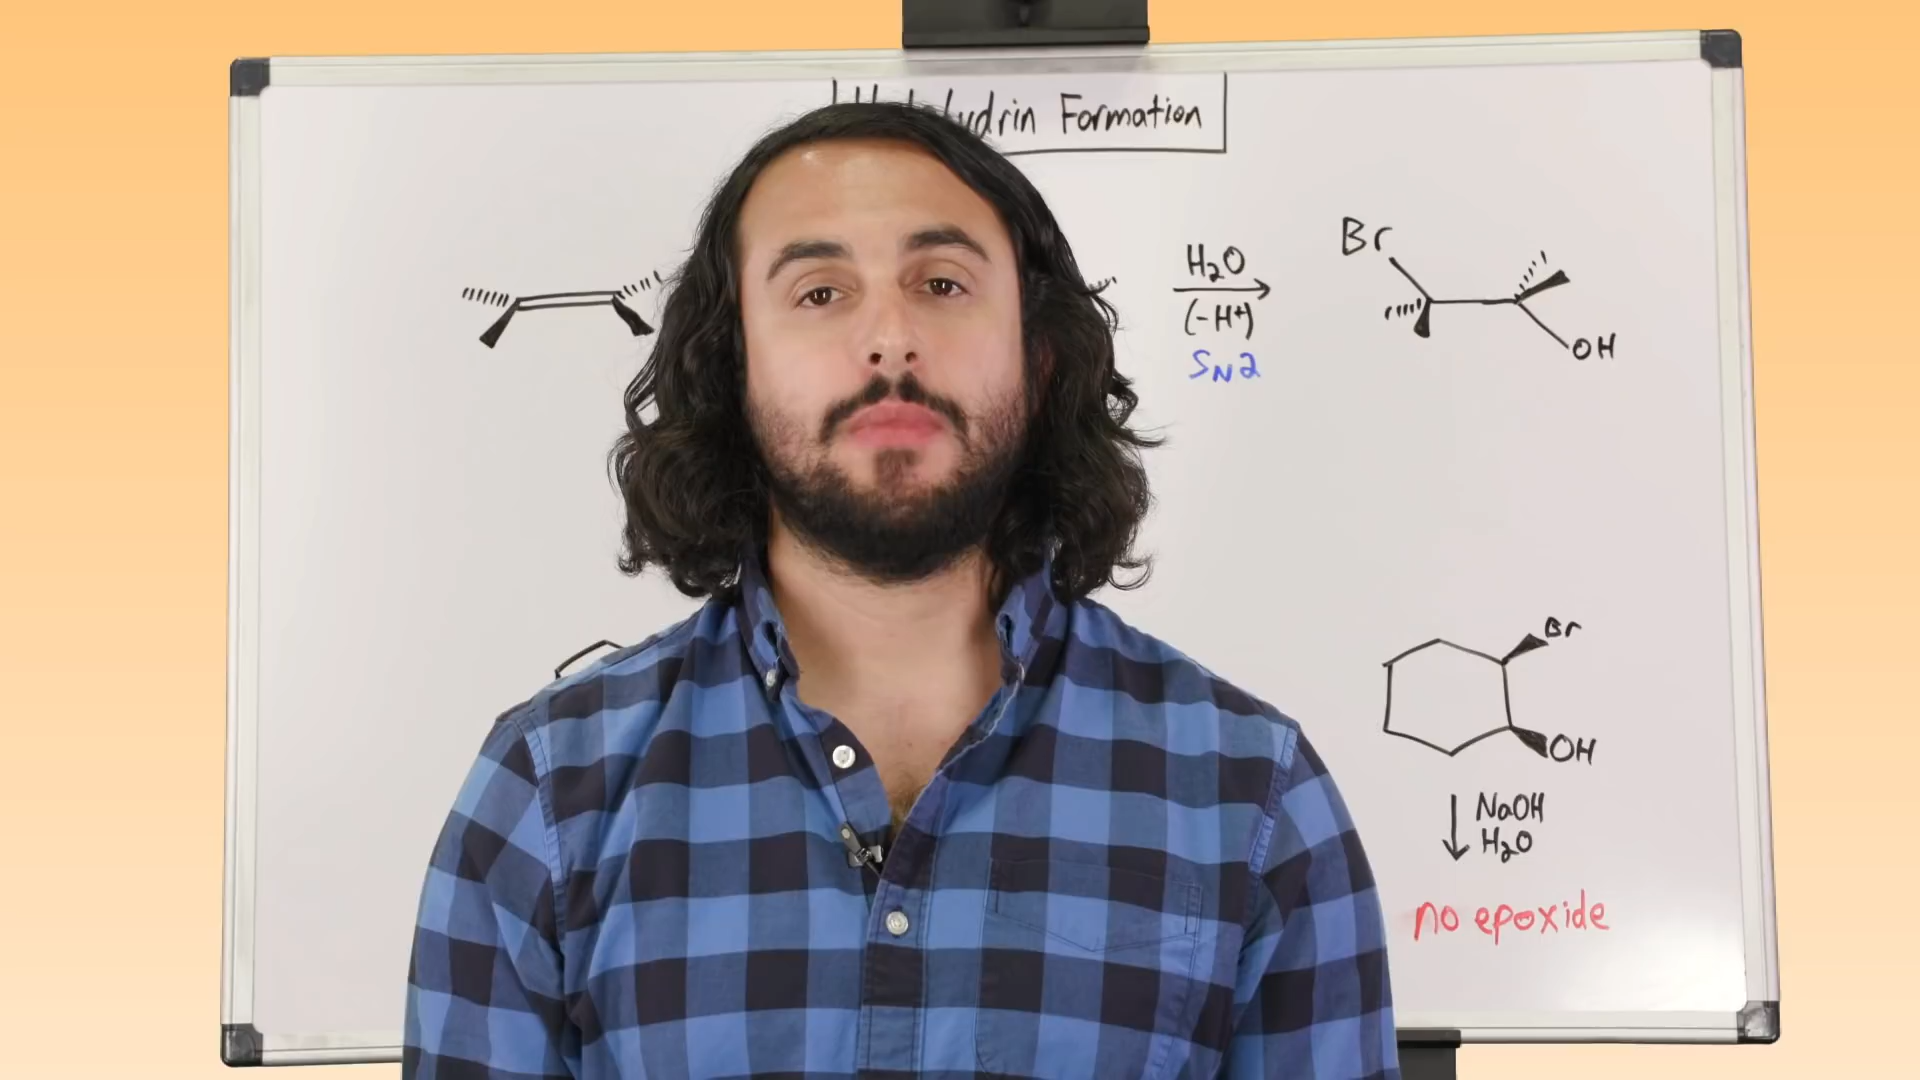 Formation
H2O
(-H+)
SN2
Br
OH
Br
OH
NaOH
H2O
no epoxide